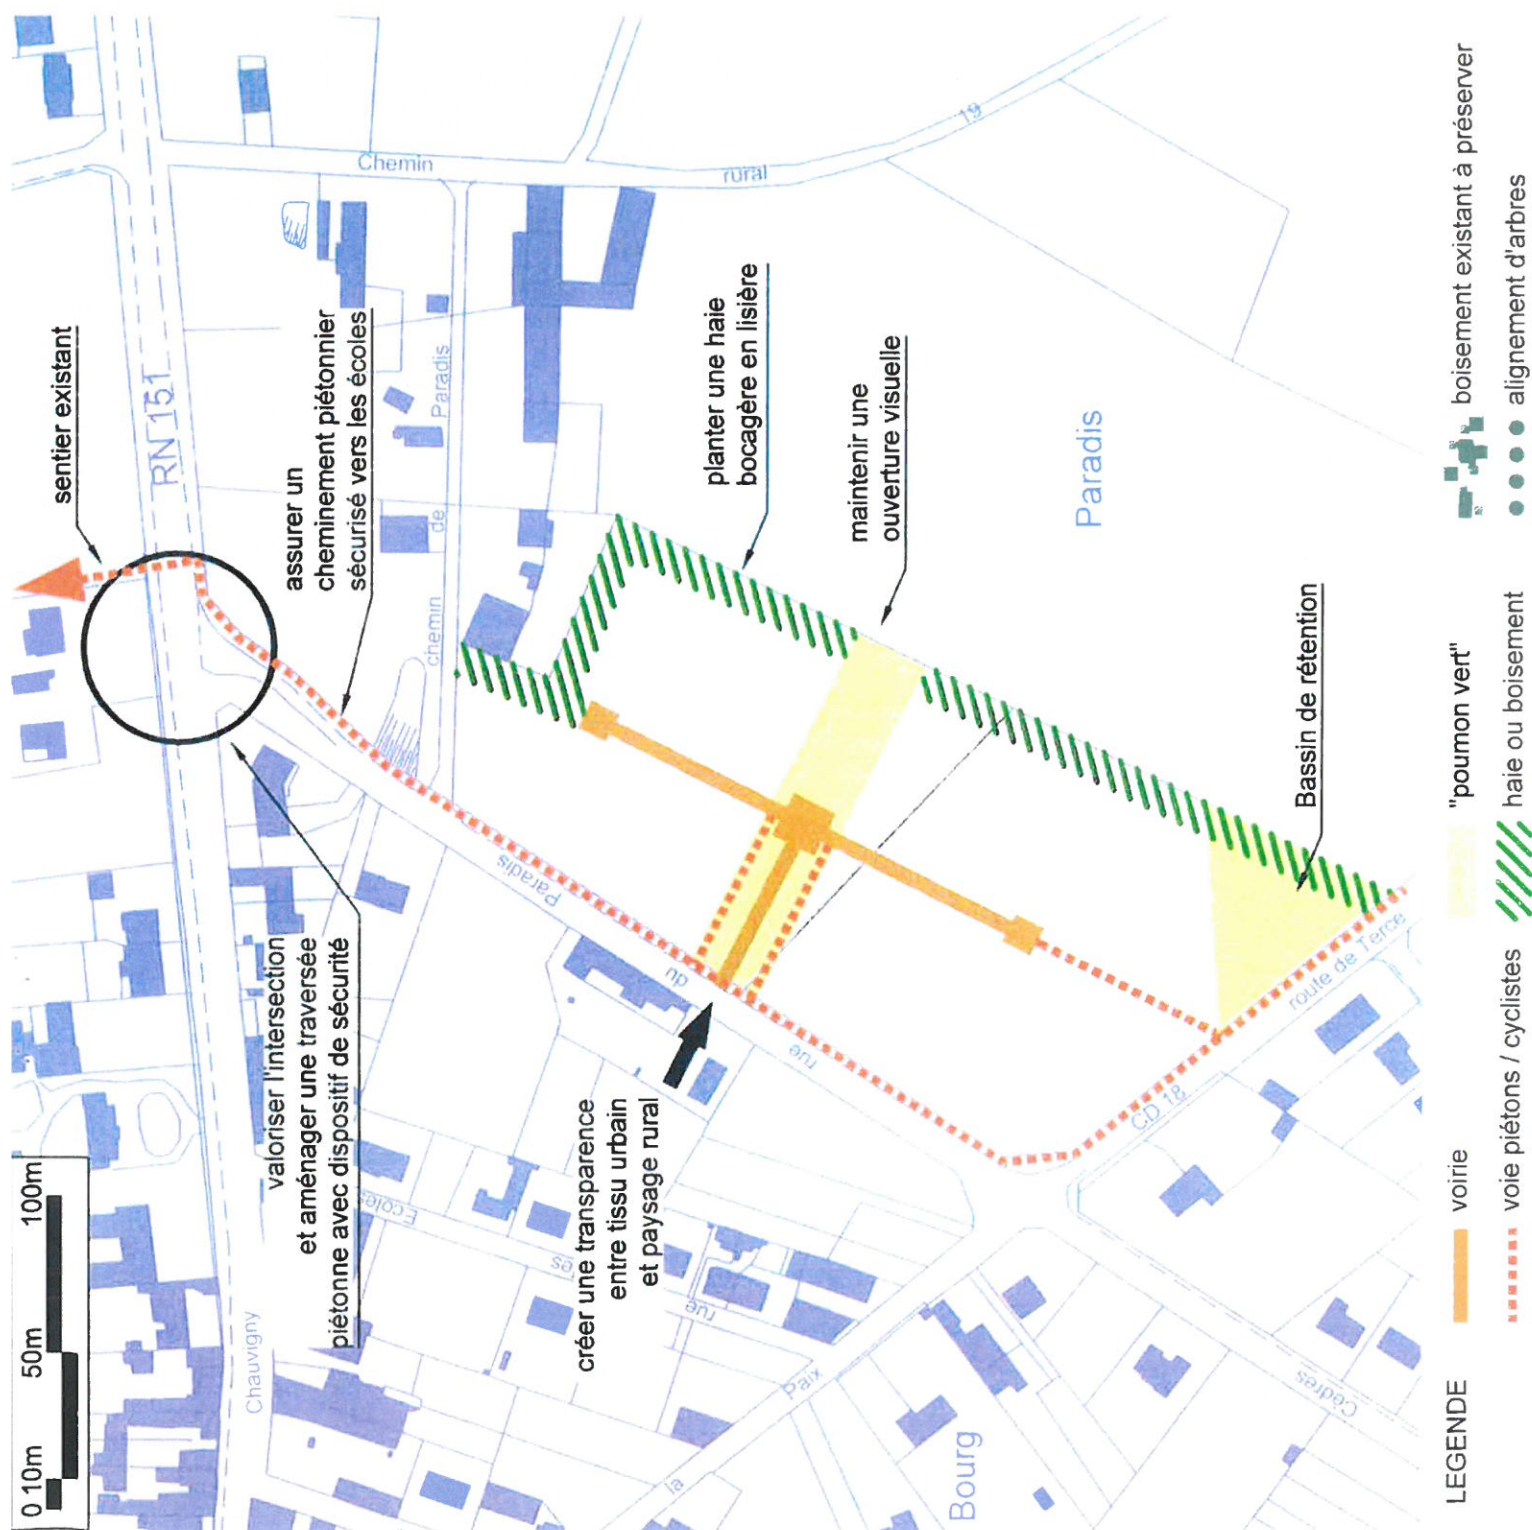 0 10m 50m 100m
sentier existant
RN 151
Chemin
rural
19
assurer un
cheminement piétonnier
sécurisé vers les écoles
chemin
de
Paradis
planter une haie
bocagère en lisière
maintenir une
ouverture visuelle
Paradis
Bassin de rétention
valoriser l'intersection
et aménager une traversée
piétonne avec dispositif de sécurité
Chauvigny
rue
du
Paradis
créer une transparence
entre tissu urbain
et paysage rural
rue
des
Ecoles
la
Paix
Bourg
CD 18
route de Terce
Cèdres
LEGENDE
voirie
"poumon vert"
boisement existant à préserver
voie piétons / cyclistes
haie ou boisement
alignement d'arbres